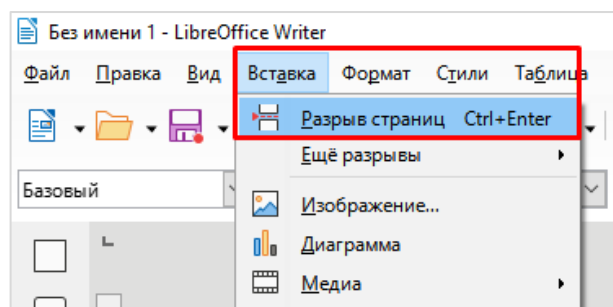 Без имени 1 - LibreOffice Writer
Файл Правка Вид Вставка Формат Стили Таблица
Разрыв страниц Ctrl+Enter
Ещё разрывы
Базовый
Изображение...
Диаграмма
Медиа